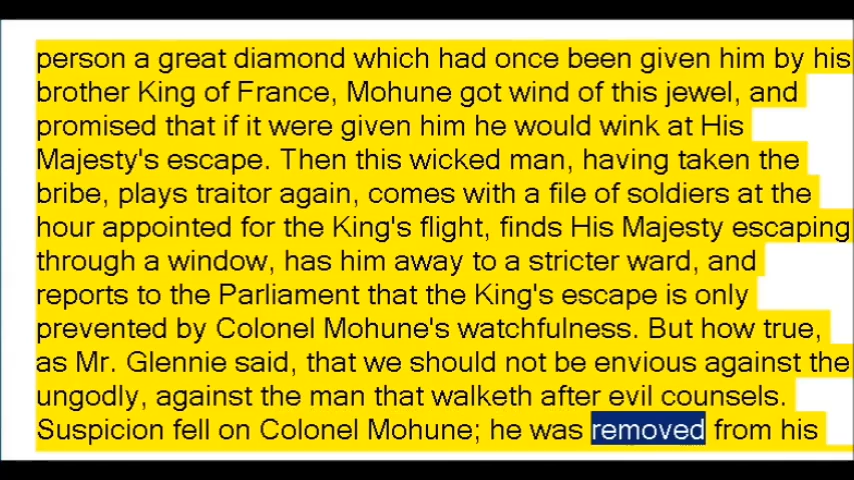 person a great diamond which had once been given him by his
brother King of France, Mohune got wind of this jewel, and
promised that if it were given him he would wink at His
Majesty's escape. Then this wicked man, having taken the
bribe, plays traitor again, comes with a file of soldiers at the
hour appointed for the King's flight, finds His Majesty escaping
through a window, has him away to a stricter ward, and
reports to the Parliament that the King's escape is only
prevented by Colonel Mohune's watchfulness. But how true,
as Mr. Glennie said, that we should not be envious against the
ungodly, against the man that walketh after evil counsels.
Suspicion fell on Colonel Mohune; he was removed from his